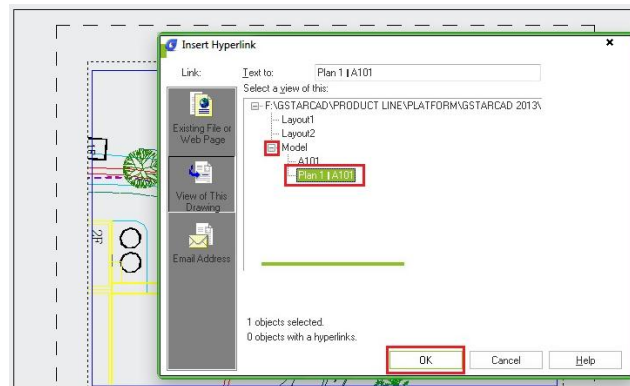 Insert Hyperlink
Link:
Text to:
Plan 1 | A101
Select a view of this:
F:\GSTARCAD\PRODUCT LINE\PLATFORM\GSTARCAD 2013\
Layout1
Layout2
Model
A101
Plan 1 | A101
Existing File or
Web Page
View of This
Drawing
Email Address
1 objects selected.
0 objects with a hyperlinks.
OK
Cancel
Help
2F